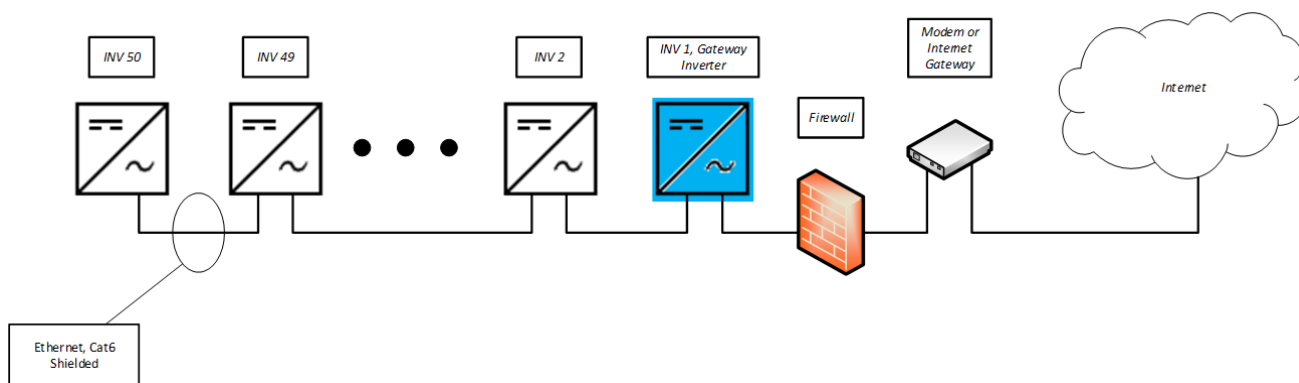 INV 50
INV 49
INV 2
INV 1, Gateway
Inverter
Firewall
Modem or
Internet
Gateway
Internet
Ethernet, Cat6
Shielded